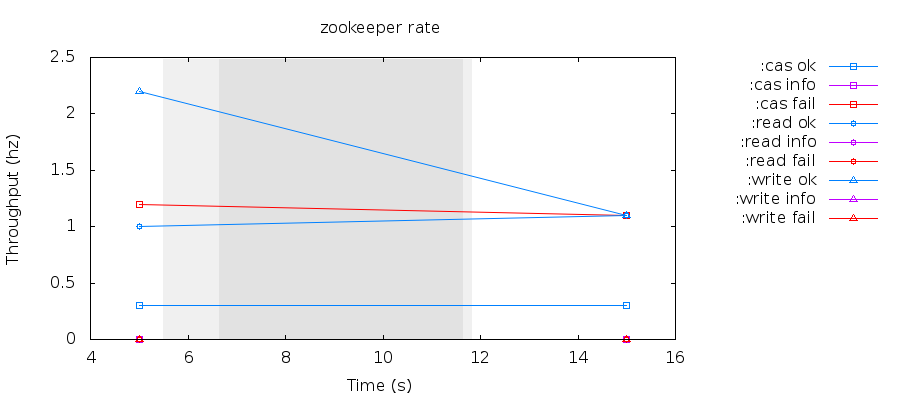 zookeeper rate
2.5
2
1.5
1
0.5
0
4 6 8 10 12 14 16
Throughput (hz)
Time (s)
:cas ok
:cas info
:cas fail
:read ok
:read info
:read fail
:write ok
:write info
:write fail